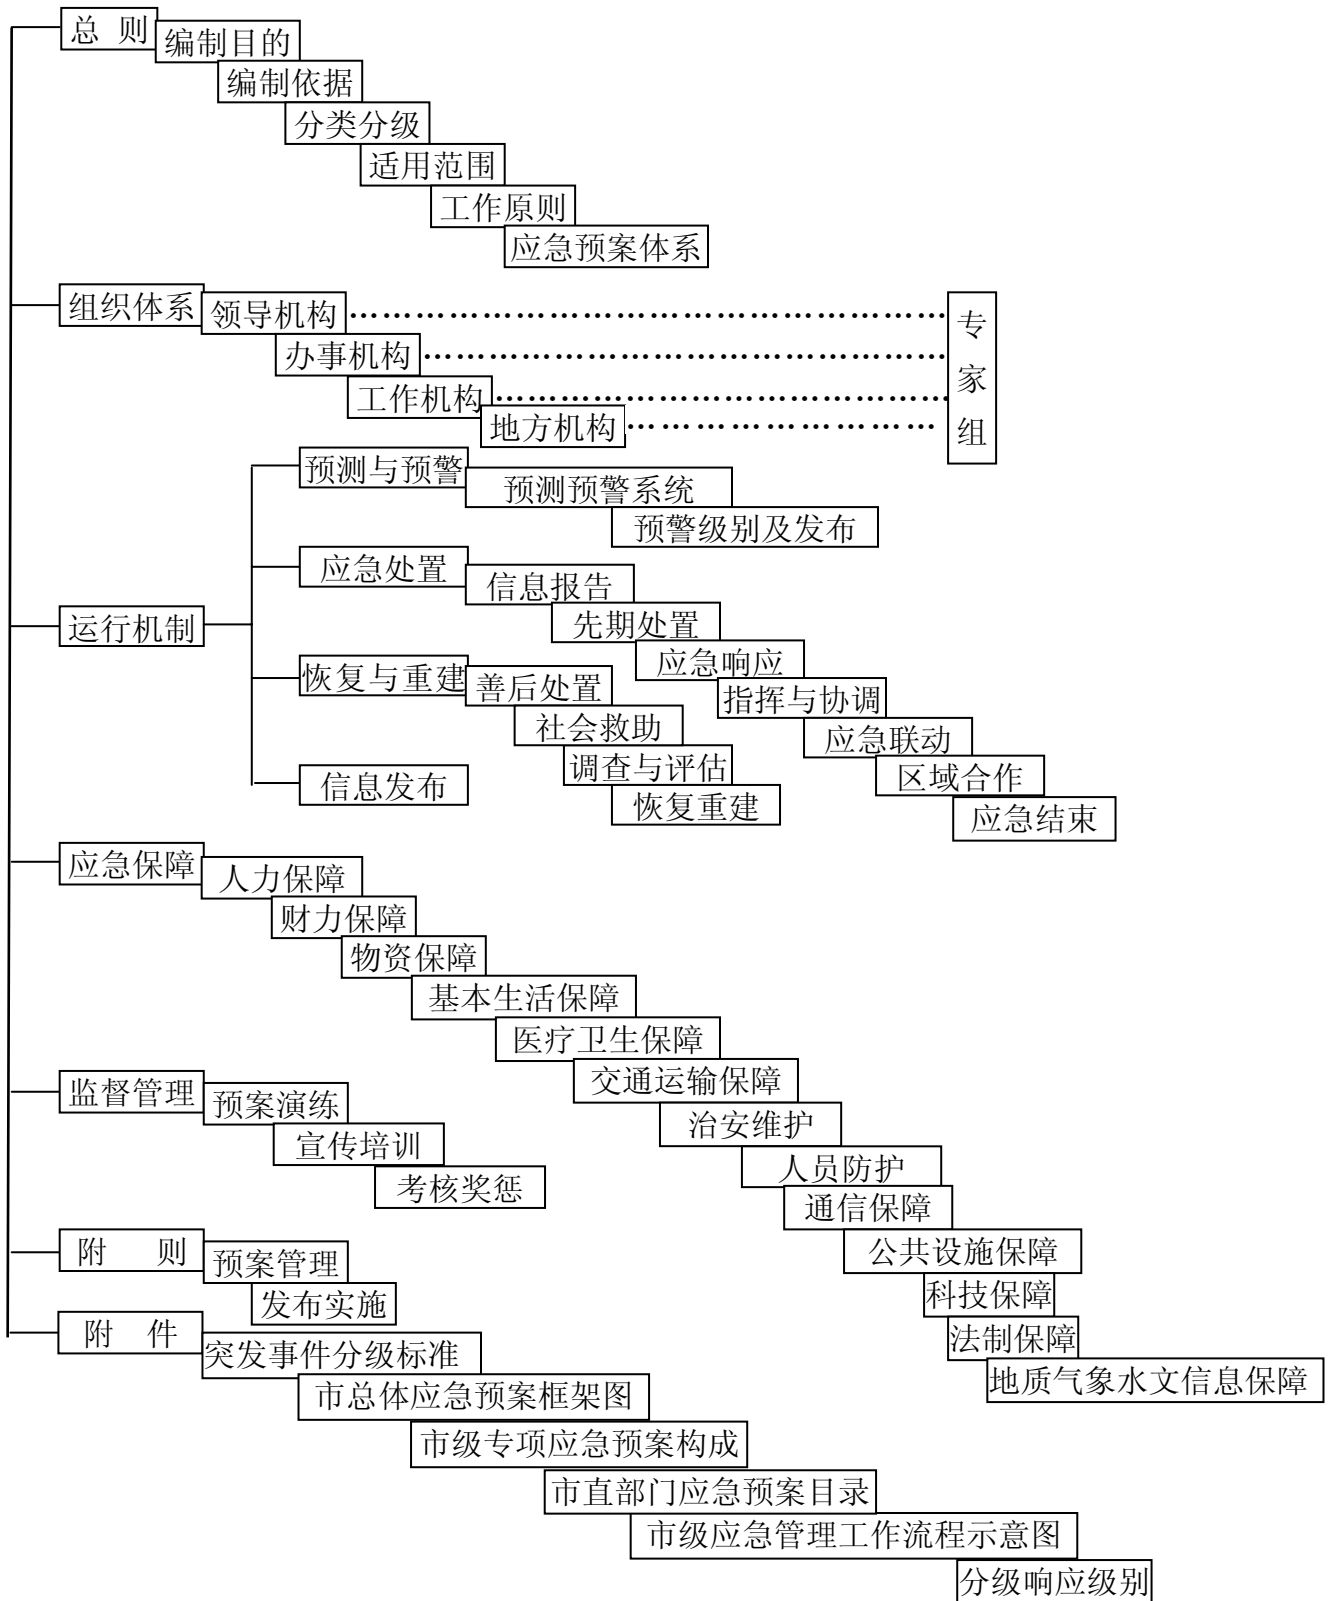 总 则
编制目的
编制依据
分类分级
适用范围
工作原则
应急预案体系
组织体系
领导机构
办事机构
工作机构
地方机构
专
家
组
运行机制
预测与预警
预测预警系统
预警级别及发布
应急处置
信息报告
先期处置
应急响应
指挥与协调
应急联动
区域合作
应急结束
恢复与重建
善后处置
社会救助
调查与评估
恢复重建
信息发布
应急保障
人力保障
财力保障
物资保障
基本生活保障
医疗卫生保障
交通运输保障
治安维护
人员防护
通信保障
公共设施保障
科技保障
法制保障
地质气象水文信息保障
监督管理
预案演练
宣传培训
考核奖惩
附 则
预案管理
发布实施
附 件
突发事件分级标准
市总体应急预案框架图
市级专项应急预案构成
市直部门应急预案目录
市级应急管理工作流程示意图
分级响应级别